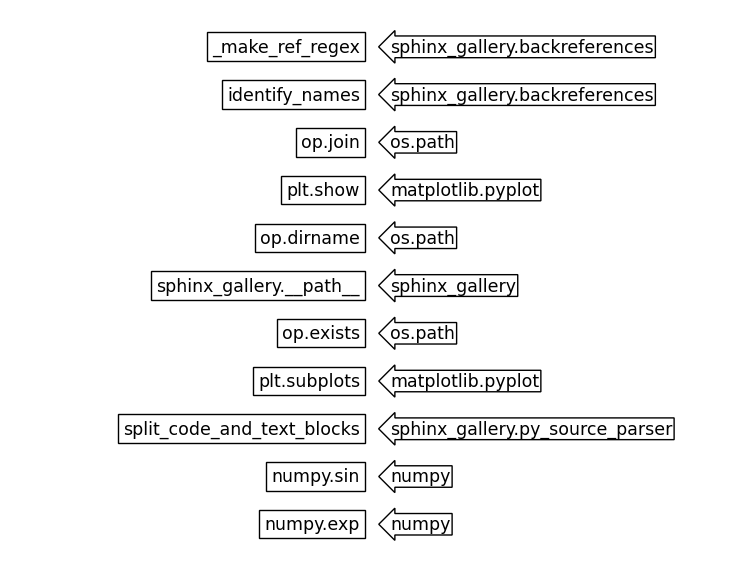 _make_ref_regex sphinx_gallery.backreferences
identify_names sphinx_gallery.backreferences
op.join os.path
plt.show matplotlib.pyplot
op.dirname os.path
sphinx_gallery.__path__ sphinx_gallery
op.exists os.path
plt.subplots matplotlib.pyplot
split_code_and_text_blocks sphinx_gallery.py_source_parser
numpy.sin numpy
numpy.exp numpy